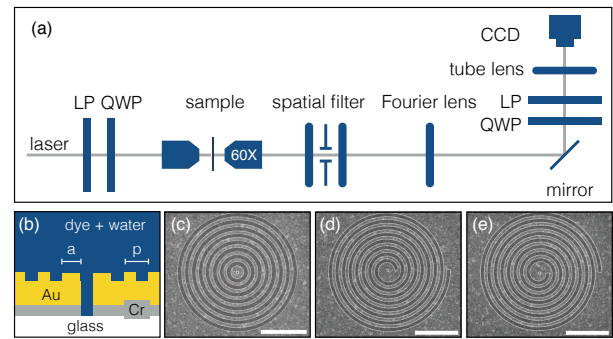 (a)
CCD
tube lens
LP QWP sample spatial filter Fourier lens LP
QWP
laser
60X
mirror
(b) (c) (d) (e)
dye + water
a p
Au
Cr
glass